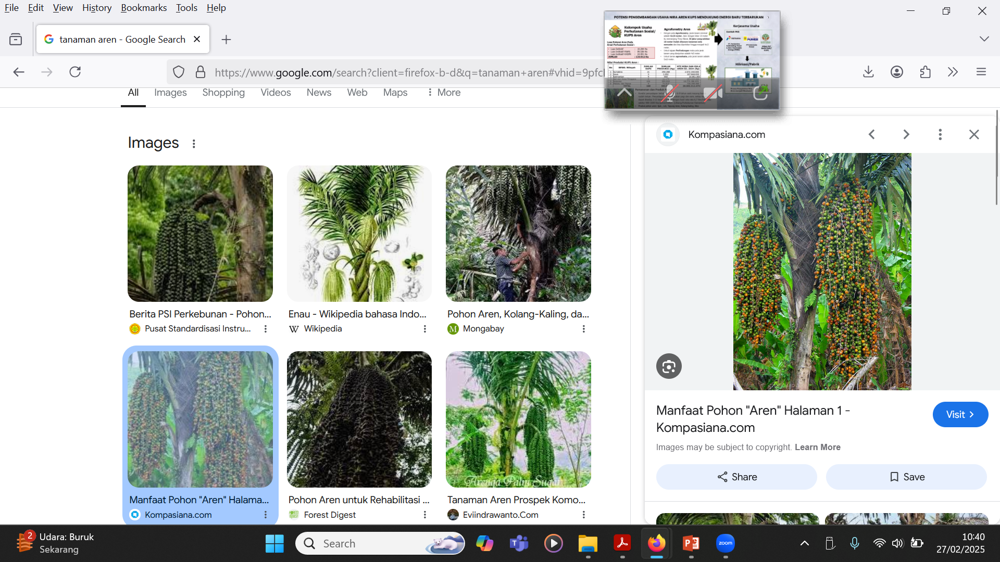 File Edit View History Bookmarks Tools Help
tanaman aren - Google Search
https://www.google.com/search?client=firefox-b-d&q=tanaman+aren#vhid=9pfc
POTENSI PENGEMBANGAN USAHA NIRA AREN KUPS MENDUKUNG ENERGI BARU TERBARUKAN
Kelompok Usaha
Perhutanan Sosial/
KUPS Aren
Agroforestry Aren
Kerjasama Usaha
Hilirisasi/Pabrik
All Images Shopping Videos News Web Maps More
Images
Berita PSI Perkebunan - Pohon...
Pusat Standardisasi Instru...
Enau - Wikipedia bahasa Indo...
W Wikipedia
Pohon Aren, Kolang-Kaling, da...
M Mongabay
Manfaat Pohon "Aren" Halama...
Kompasiana.com
Pohon Aren untuk Rehabilitasi ...
Forest Digest
Arenga Palm Sugar
Tanaman Aren Prospek Komo...
Eviindrawanto.Com
Kompasiana.com
Manfaat Pohon "Aren" Halaman 1 -
Kompasiana.com
Visit
Images may be subject to copyright. Learn More
Share
Save
2
Udara: Buruk
Sekarang
Search
zoom
10:40
27/02/2025